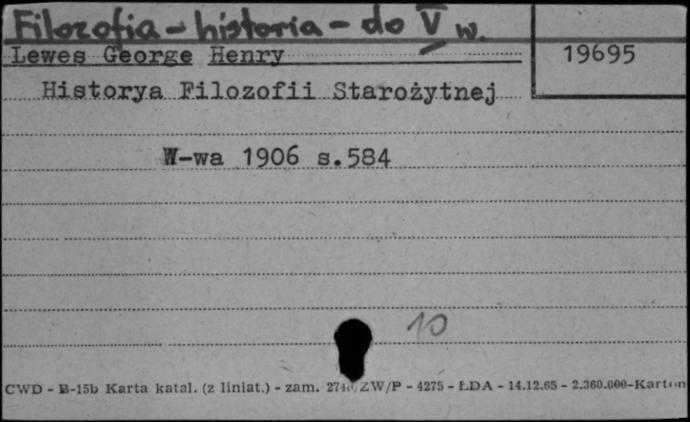 Filozofia - historia - do V w.
Lewes George Henry
19695
Historya Filozofii Starożytnej
W-wa 1906 s.584
10
CWD - B-15b Karta katal. (z liniat.) - zam. ZW/P - 4275 - ŁDA - 14.12.65 - 2.360.000-Karton